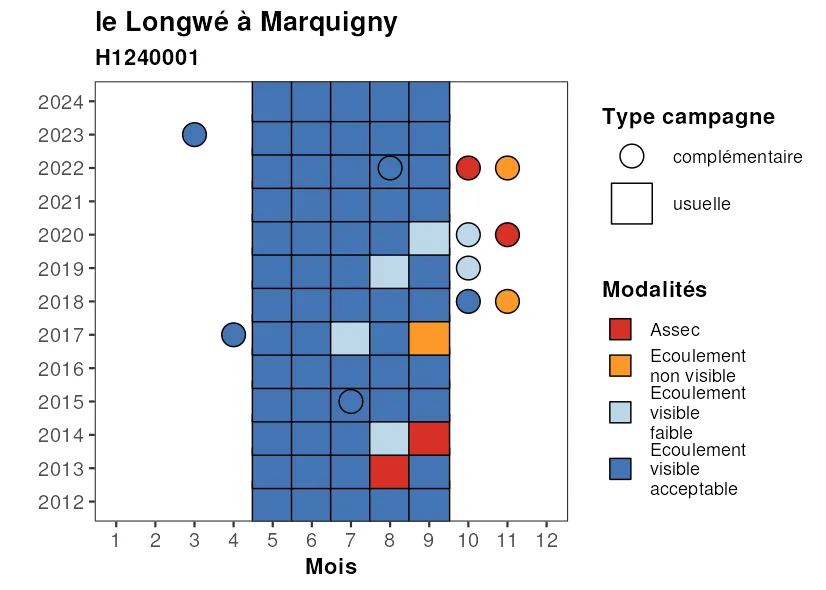 le Longwé à Marquigny
H1240001
2024
2023
2022
2021
2020
2019
2018
2017
2016
2015
2014
2013
2012
1 2 3 4 5 6 7 8 9 10 11 12
Mois
Type campagne
complémentaire
usuelle
Modalités
Assec
Ecoulement
non visible
Ecoulement
visible
faible
Ecoulement
visible
acceptable